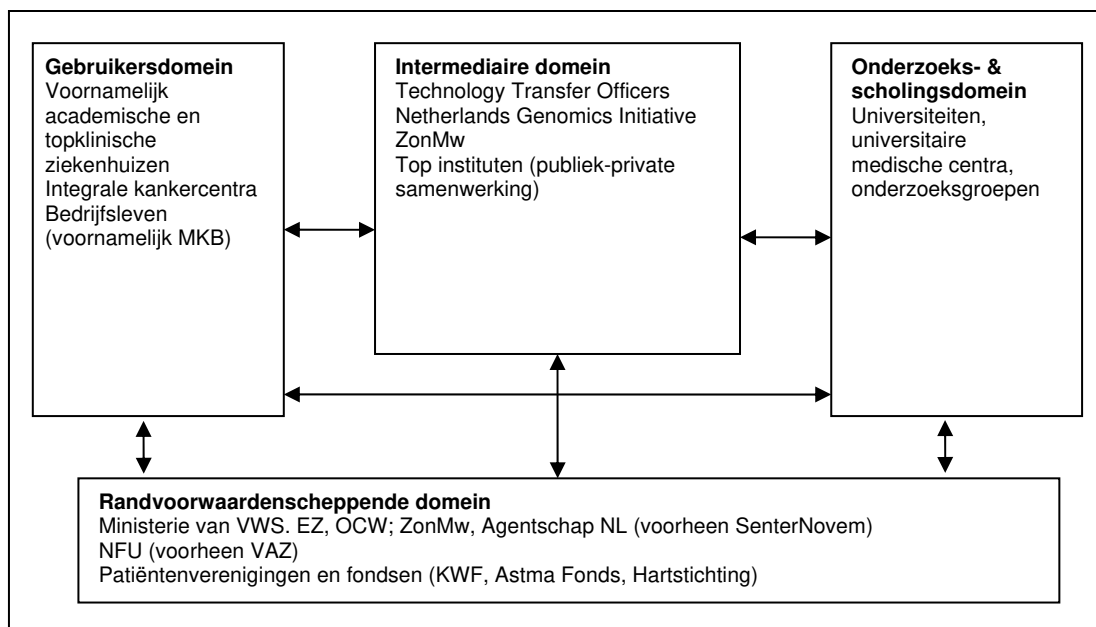 Gebruikersdomein
Voornamelijk
academische en
topklinische
ziekenhuizen
Integrale kankercentra
Bedrijfsleven
(voornamelijk MKB)
Intermediaire domein
Technology Transfer Officers
Netherlands Genomics Initiative
ZonMw
Top instituten (publiek-private
samenwerking)
Onderzoeks- &
scholingsdomein
Universiteiten,
universitaire
medische centra,
onderzoeksgroepen
Randvoorwaardenscheppende domein
Ministerie van VWS. EZ, OCW; ZonMw, Agentschap NL (voorheen SenterNovem)
NFU (voorheen VAZ)
Patiëntenverenigingen en fondsen (KWF, Astma Fonds, Hartstichting)